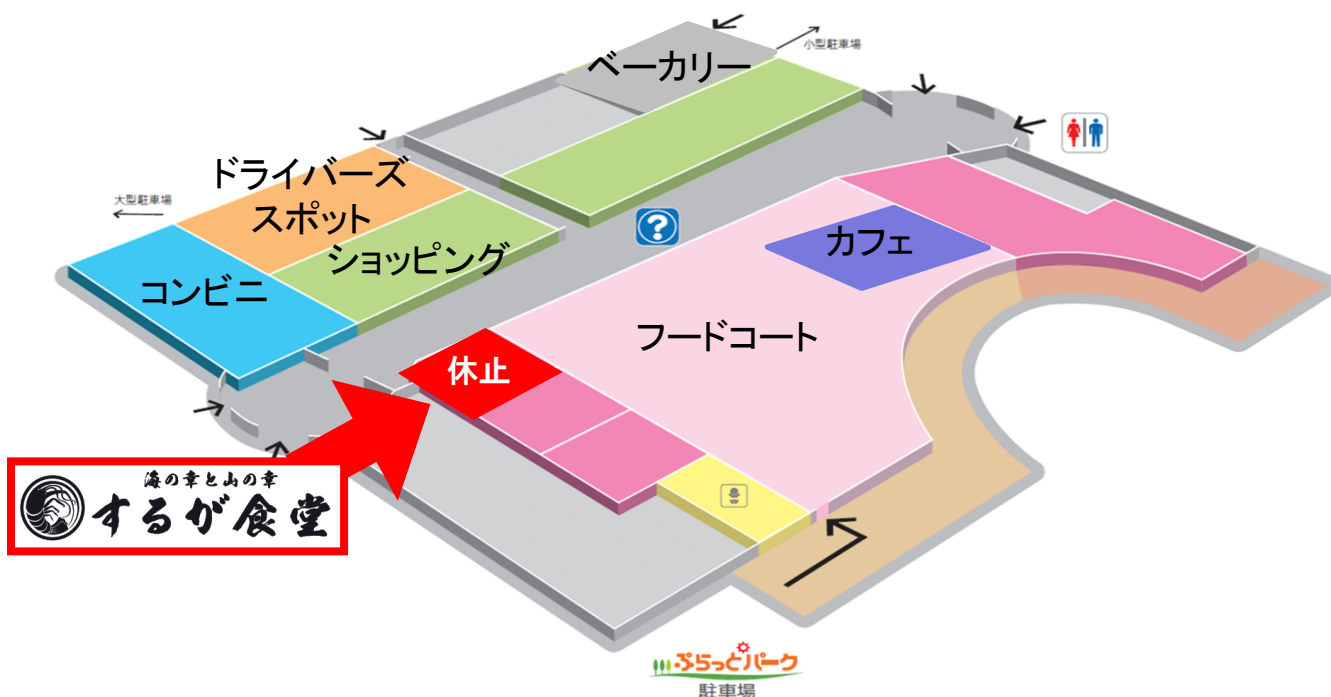 ベーカリー
小型駐車場
ドライバーズ
スポット
大型駐車場
ショッピング
コンビニ
?
カフェ
フードコート
休止
海の幸と山の幸
するが食堂
ぷらっとパーク
駐車場